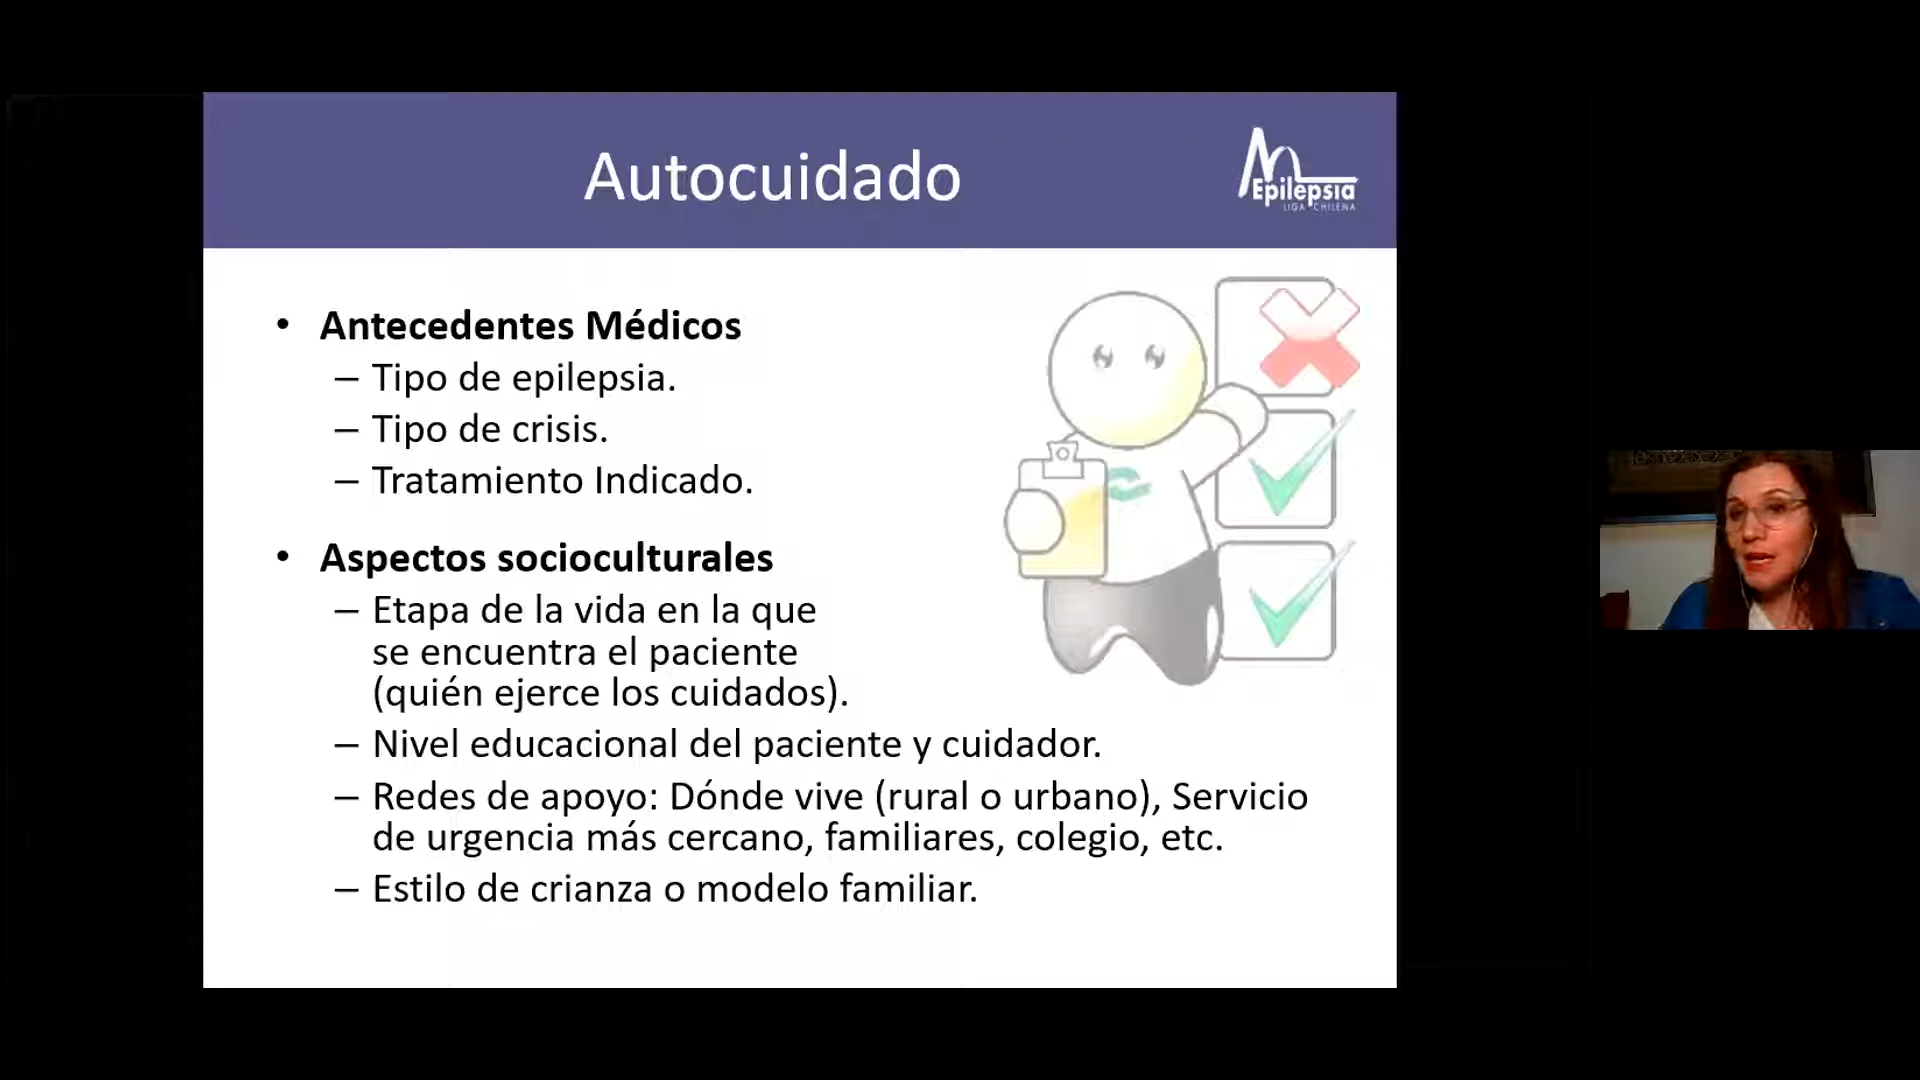 Autocuidado
Epilepsia
LIGA CHILENA
• Antecedentes Médicos
– Tipo de epilepsia.
– Tipo de crisis.
– Tratamiento Indicado.
• Aspectos socioculturales
– Etapa de la vida en la que
se encuentra el paciente
(quién ejerce los cuidados).
– Nivel educacional del paciente y cuidador.
– Redes de apoyo: Dónde vive (rural o urbano), Servicio
de urgencia más cercano, familiares, colegio, etc.
– Estilo de crianza o modelo familiar.